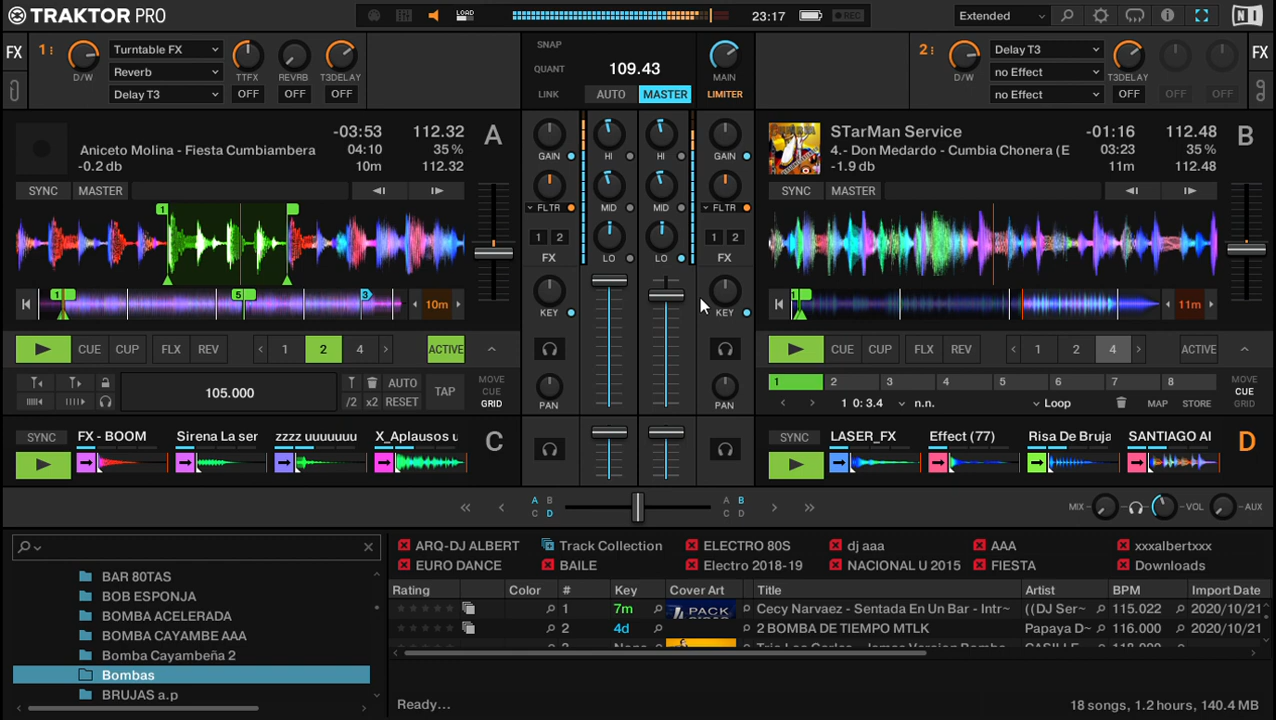 TRAKTOR PRO
LOAD
23:17
REC
Extended
FX
1
D/W
Turntable FX
Reverb
Delay T3
TTFX
REVRB
T3DELAY
OFF
OFF
OFF
SNAP
QUANT
LINK
109.43
AUTO
MASTER
MAIN
LIMITER
2
D/W
Delay T3
no Effect
no Effect
T3DELAY
OFF
OFF
OFF
FX
-03:53
112.32
Aniceto Molina - Fiesta Cumbiambera
04:10
35 %
-0.2 db
10m
112.32
A
SYNC
MASTER
1
1
5
3
10m
CUE
CUP
FLX
REV
1
2
4
ACTIVE
105.000
/2
x2
AUTO
RESET
TAP
MOVE
CUE
GRID
GAIN
HI
HI
GAIN
FLTR
MID
MID
FLTR
1 2
LO
LO
1 2
FX
FX
KEY
KEY
PAN
PAN
STarMan Service
-01:16
112.48
4.- Don Medardo - Cumbia Chonera (E
03:23
35 %
-1.9 db
11m
112.48
B
SYNC
MASTER
1
11m
CUE
CUP
FLX
REV
1
2
4
ACTIVE
1 2 3 4 5 6 7 8
1 0: 3.4
n.n.
Loop
MAP
STORE
MOVE
CUE
GRID
SYNC
FX - BOOM
Sirena La ser
zzzz uuuuuuu
X_Aplausos u
C
SYNC
LASER_FX
Effect (77)
Risa De Bruja
SANTIAGO AI
D
A B
C D
A B
C D
MIX
VOL
AUX
ARQ-DJ ALBERT
Track Collection
ELECTRO 80S
dj aaa
AAA
xxxalbertxxx
EURO DANCE
BAILE
Electro 2018-19
NACIONAL U 2015
FIESTA
Downloads
BAR 80TAS
BOB ESPONJA
BOMBA ACELERADA
BOMBA CAYAMBE AAA
Bomba Cayambeña 2
Bombas
BRUJAS a.p
Rating
Color
#
Key
Cover Art
Title
Artist
BPM
Import Date
1
7m
PACK
Cecy Narvaez - Sentada En Un Bar - Intr~
((DJ Ser~
115.022
2020/10/21
2
4d
2 BOMBA DE TIEMPO MTLK
Papaya D~
116.000
2020/10/21
Ready...
18 songs, 1.2 hours, 140.4 MB